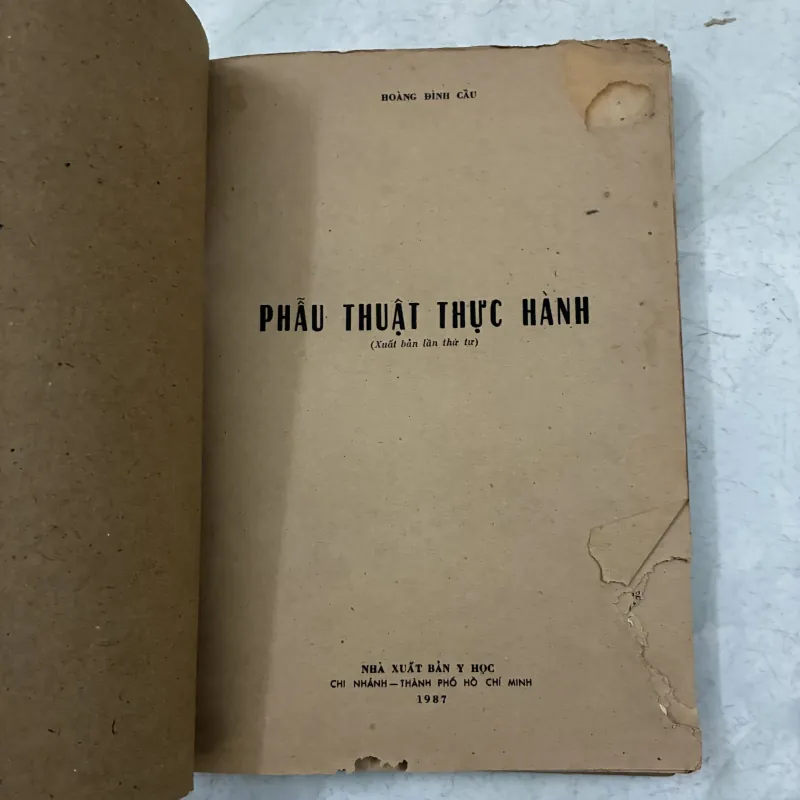 HOÀNG ĐÌNH CẦU
PHẪU THUẬT THỰC HÀNH
(Xuất bản lần thứ tư)
NHÀ XUẤT BẢN Y HỌC
CHI NHÁNH — THÀNH PHỐ HỒ CHÍ MINH
1987